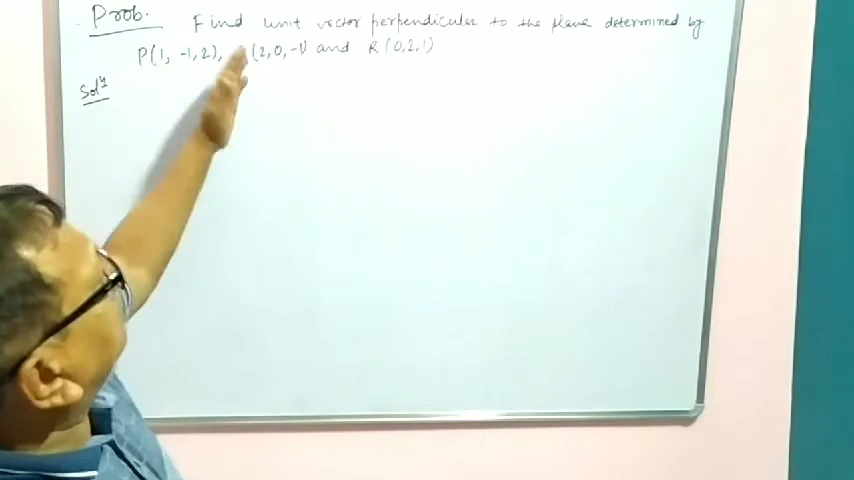 Prob. Find unit vector perpendicular to the plane determined by
P(1, -1, 2), (2, 0, -1) and R (0, 2, 1)
Solⁿ